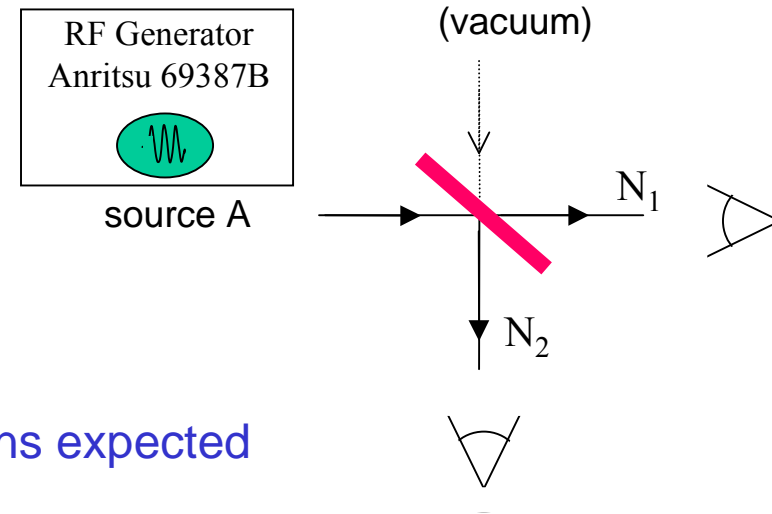 RF Generator
Anritsu 69387B
(vacuum)
source A
N₁
N₂
ns expected